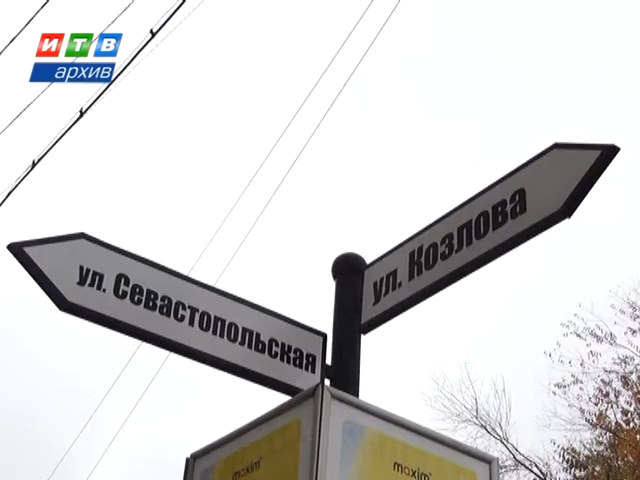 ИТВ
архив
ул. Козлова
ул. Севастопольская
maxim
maxim